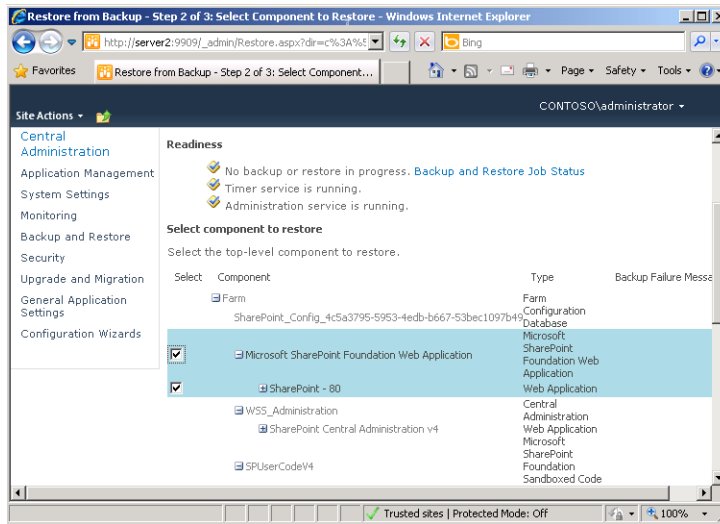 Restore from Backup - Step 2 of 3: Select Component to Restore - Windows Internet Explorer
http://server2:9909/_admin/Restore.aspx?dir=c%3A%5
Bing
Favorites
Restore from Backup - Step 2 of 3: Select Component...
Page
Safety
Tools
Site Actions
CONTOSO\administrator
Central
Administration
Application Management
System Settings
Monitoring
Backup and Restore
Security
Upgrade and Migration
General Application
Settings
Configuration Wizards
Readiness
No backup or restore in progress. Backup and Restore Job Status
Timer service is running.
Administration service is running.
Select component to restore
Select the top-level component to restore.
Select Component Type Backup Failure Messa
Farm Farm
SharePoint_Config_4c5a3795-5953-4edb-b667-53bec1097b49
Configuration
Database
Microsoft SharePoint Foundation Web Application
Microsoft
SharePoint
Foundation Web
Application
SharePoint - 80 Web Application
WSS_Administration
Central
Administration
Web Application
SharePoint Central Administration v4
SPUserCodeV4
Microsoft
SharePoint
Foundation
Sandboxed Code
Trusted sites | Protected Mode: Off
100%